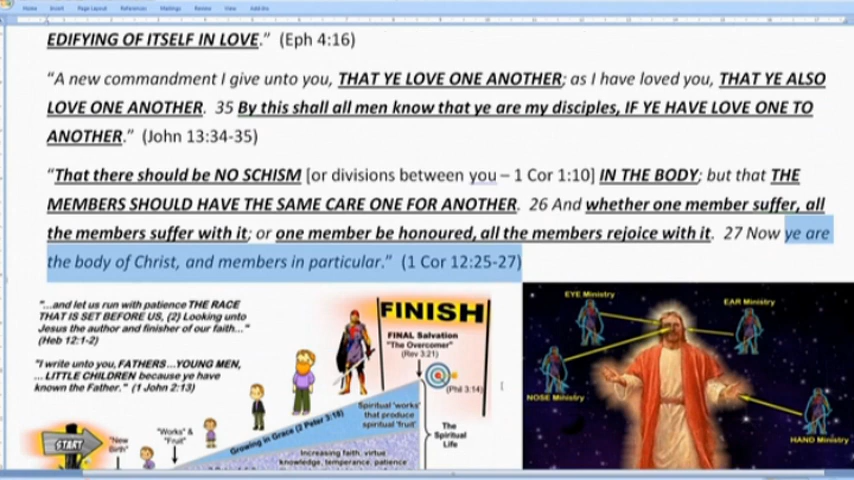 Home Insert Page Layout References Mailings Review View Add-Ins
EDIFYING OF ITSELF IN LOVE.” (Eph 4:16)
“A new commandment I give unto you, THAT YE LOVE ONE ANOTHER; as I have loved you, THAT YE ALSO
LOVE ONE ANOTHER. 35 By this shall all men know that ye are my disciples, IF YE HAVE LOVE ONE TO
ANOTHER.” (John 13:34-35)
“That there should be NO SCHISM [or divisions between you – 1 Cor 1:10] IN THE BODY; but that THE
MEMBERS SHOULD HAVE THE SAME CARE ONE FOR ANOTHER. 26 And whether one member suffer, all
the members suffer with it; or one member be honoured, all the members rejoice with it. 27 Now ye are
the body of Christ, and members in particular.” (1 Cor 12:25-27)
"...and let us run with patience THE RACE
THAT IS SET BEFORE US, (2) Looking unto
Jesus the author and finisher of our faith..."
(Heb 12:1-2)
"I write unto you, FATHERS...YOUNG MEN,
... LITTLE CHILDREN because ye have
known the Father." (1 John 2:13)
START
"New
Birth"
"Works" &
"Fruit"
Growing in Grace (2 Peter 3:18)
Spiritual 'works'
that produce
spiritual 'fruit'
Increasing faith, virtue,
knowledge, temperance, patience
FINISH
FINAL Salvation
"The Overcomer"
(Rev 3:21)
(Phil 3:14)
The
Spiritual
Life
EYE Ministry
EAR Ministry
NOSE Ministry
HAND Ministry